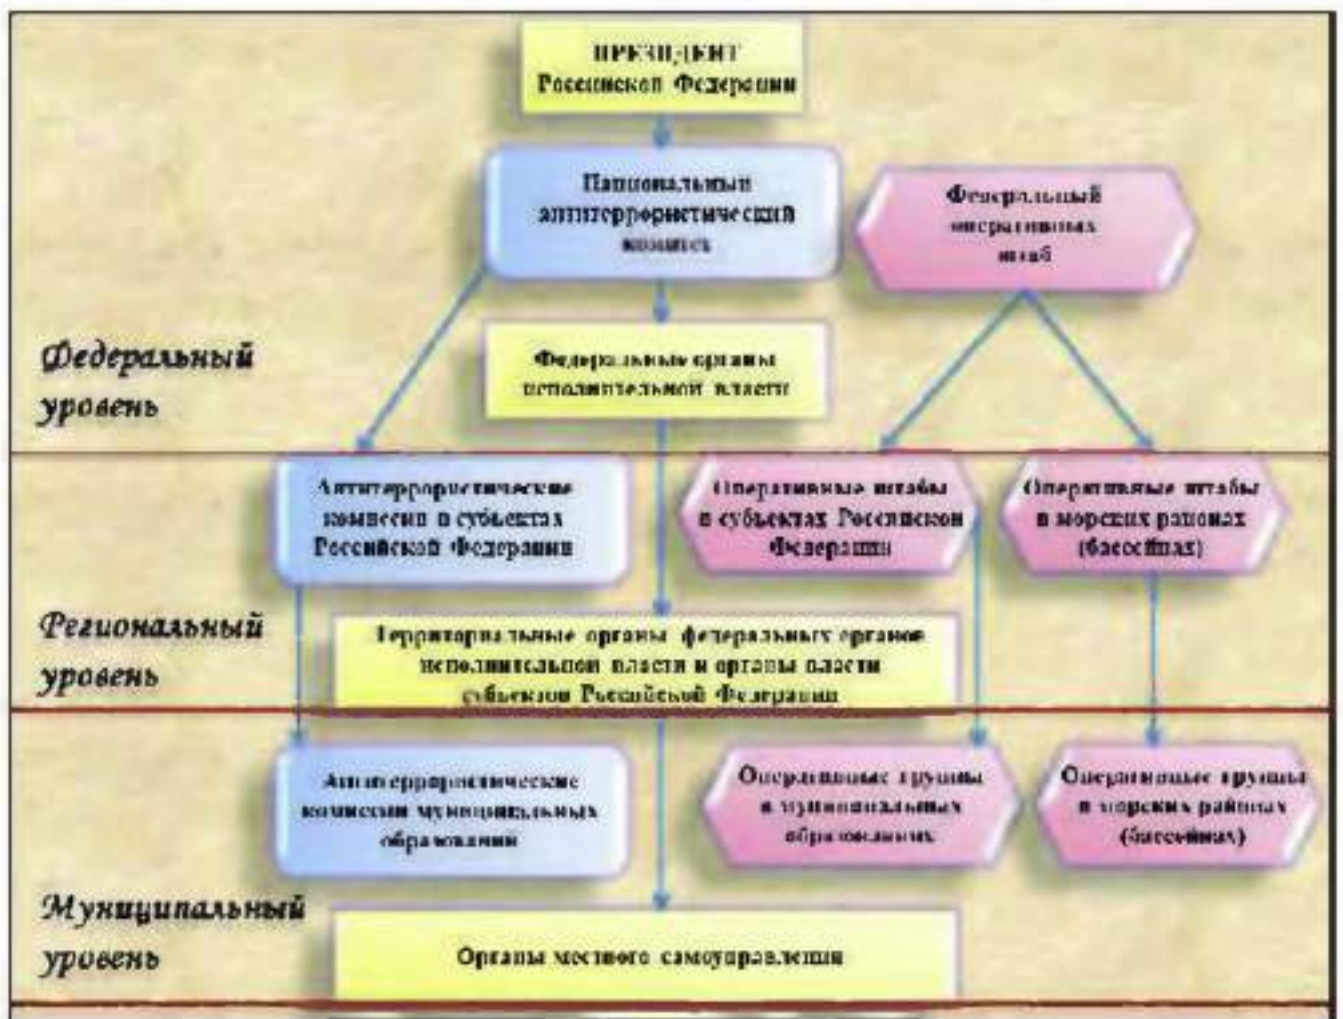 ПРЕЗИДЕНТ
Российской Федерации
Национальный
антитеррористический
комитет
Федеральный
оперативных
штаб
Федеральный
уровень
Федеральные органы
исполнительной власти
Антитеррористические
комиссии в субъектах
Российской Федерации
Оперативные штабы
в субъектах Российской
Федерации
Оперативные штабы
в морских районах
(бассейнах)
Региональный
уровень
Территориальные органы федеральных органов
исполнительной власти и органы власти
субъектов Российской Федерации
Антитеррористические
комиссии муниципальных
образований
Оперативные группы
в муниципальных
образованиях
Оперативные группы
в морских районах
(бассейнах)
Муниципальный
уровень
Органы местного самоуправления